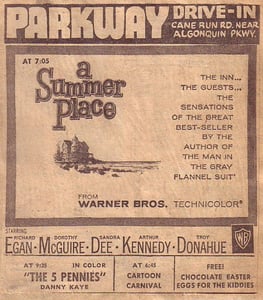 PARKWAY DRIVE-IN
CANE RUN RD. NEAR
ALGONQUIN PKWY.
AT 7:05
a
Summer
Place
THE INN...
THE GUESTS...
THE
SENSATIONS
OF THE GREAT
BEST-SELLER
BY THE
AUTHOR OF
THE MAN IN
THE GRAY
FLANNEL SUIT'
FROM
WARNER BROS. TECHNICOLOR®
STARRING
RICHARD DOROTHY SANDRA ARTHUR TROY
EGAN·McGUIRE·DEE·KENNEDY·DONAHUE
WB
AT 9:25 IN COLOR
"THE 5 PENNIES"
DANNY KAYE
AT 6:45
CARTOON
CARNIVAL
FREE!
CHOCOLATE EASTER
EGGS FOR THE KIDDIES